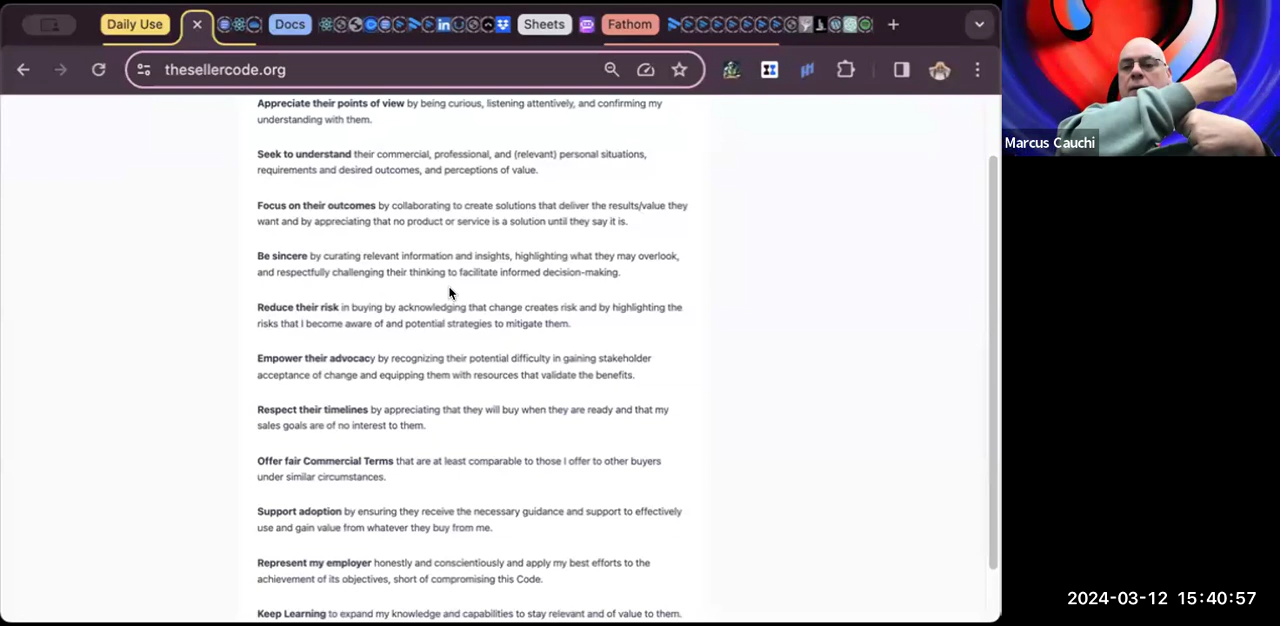 Daily Use
Docs
Sheets
Fathom
thesellercode.org
Marcus Cauchi
Appreciate their points of view by being curious, listening attentively, and confirming my
understanding with them.
Seek to understand their commercial, professional, and (relevant) personal situations,
requirements and desired outcomes, and perceptions of value.
Focus on their outcomes by collaborating to create solutions that deliver the results/value they
want and by appreciating that no product or service is a solution until they say it is.
Be sincere by curating relevant information and insights, highlighting what they may overlook,
and respectfully challenging their thinking to facilitate informed decision-making.
Reduce their risk in buying by acknowledging that change creates risk and by highlighting the
risks that I become aware of and potential strategies to mitigate them.
Empower their advocacy by recognizing their potential difficulty in gaining stakeholder
acceptance of change and equipping them with resources that validate the benefits.
Respect their timelines by appreciating that they will buy when they are ready and that my
sales goals are of no interest to them.
Offer fair Commercial Terms that are at least comparable to those I offer to other buyers
under similar circumstances.
Support adoption by ensuring they receive the necessary guidance and support to effectively
use and gain value from whatever they buy from me.
Represent my employer honestly and conscientiously and apply my best efforts to the
achievement of its objectives, short of compromising this Code.
Keep Learning to expand my knowledge and capabilities to stay relevant and of value to them.
2024-03-12 15:40:57